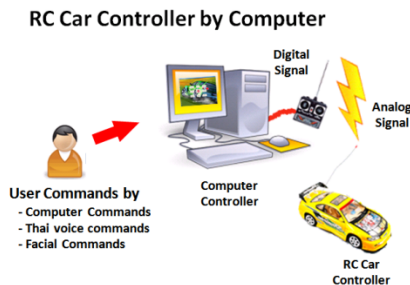 RC Car Controller by Computer
Digital
Signal
Analog
Signal
User Commands by
- Computer Commands
- Thai voice commands
- Facial Commands
Computer
Controller
RC Car
Controller